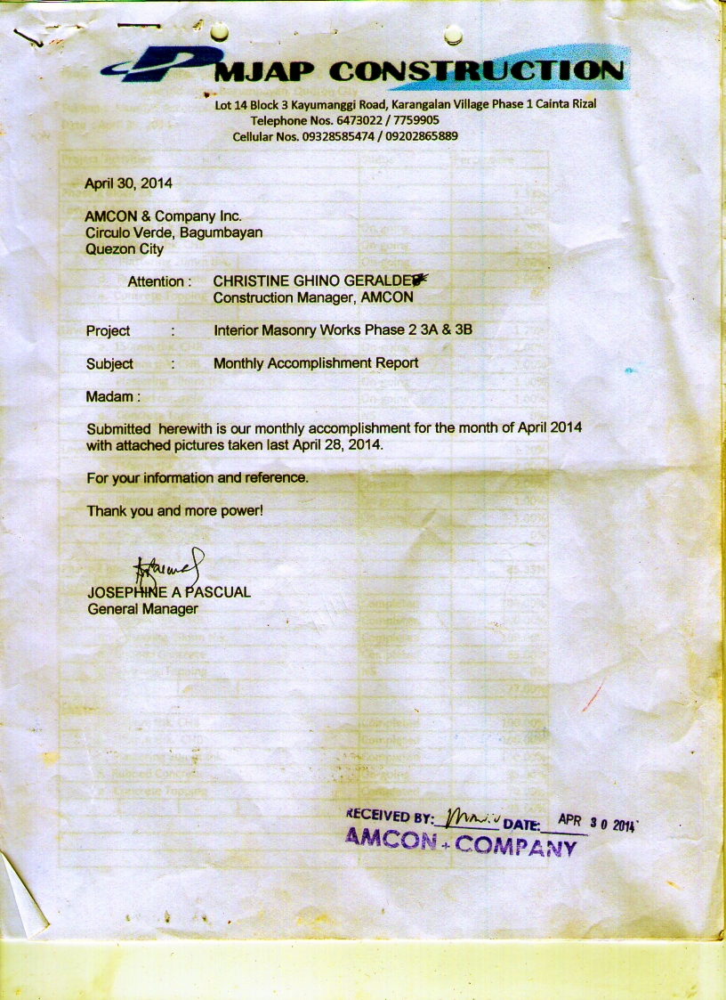 MJAP CONSTRUCTION
Lot 14 Block 3 Kayumanggi Road, Karangalan Village Phase 1 Cainta Rizal
Telephone Nos. 6473022 / 7759905
Cellular Nos. 09328585474 / 09202865889
April 30, 2014
AMCON & Company Inc.
Circulo Verde, Bagumbayan
Quezon City
Attention : CHRISTINE GHINO
Construction Manager, AMCON
Project : Interior Masonry Works Phase 2 3A & 3B
Subject : Monthly Accomplishment Report
Madam :
Submitted herewith is our monthly accomplishment for the month of April 2014
with attached pictures taken last April 28, 2014.
For your information and reference.
Thank you and more power!
JOSEPHINE A PASCUAL
General Manager
RECEIVED BY: DATE: APR 30 2014
AMCON + COMPANY